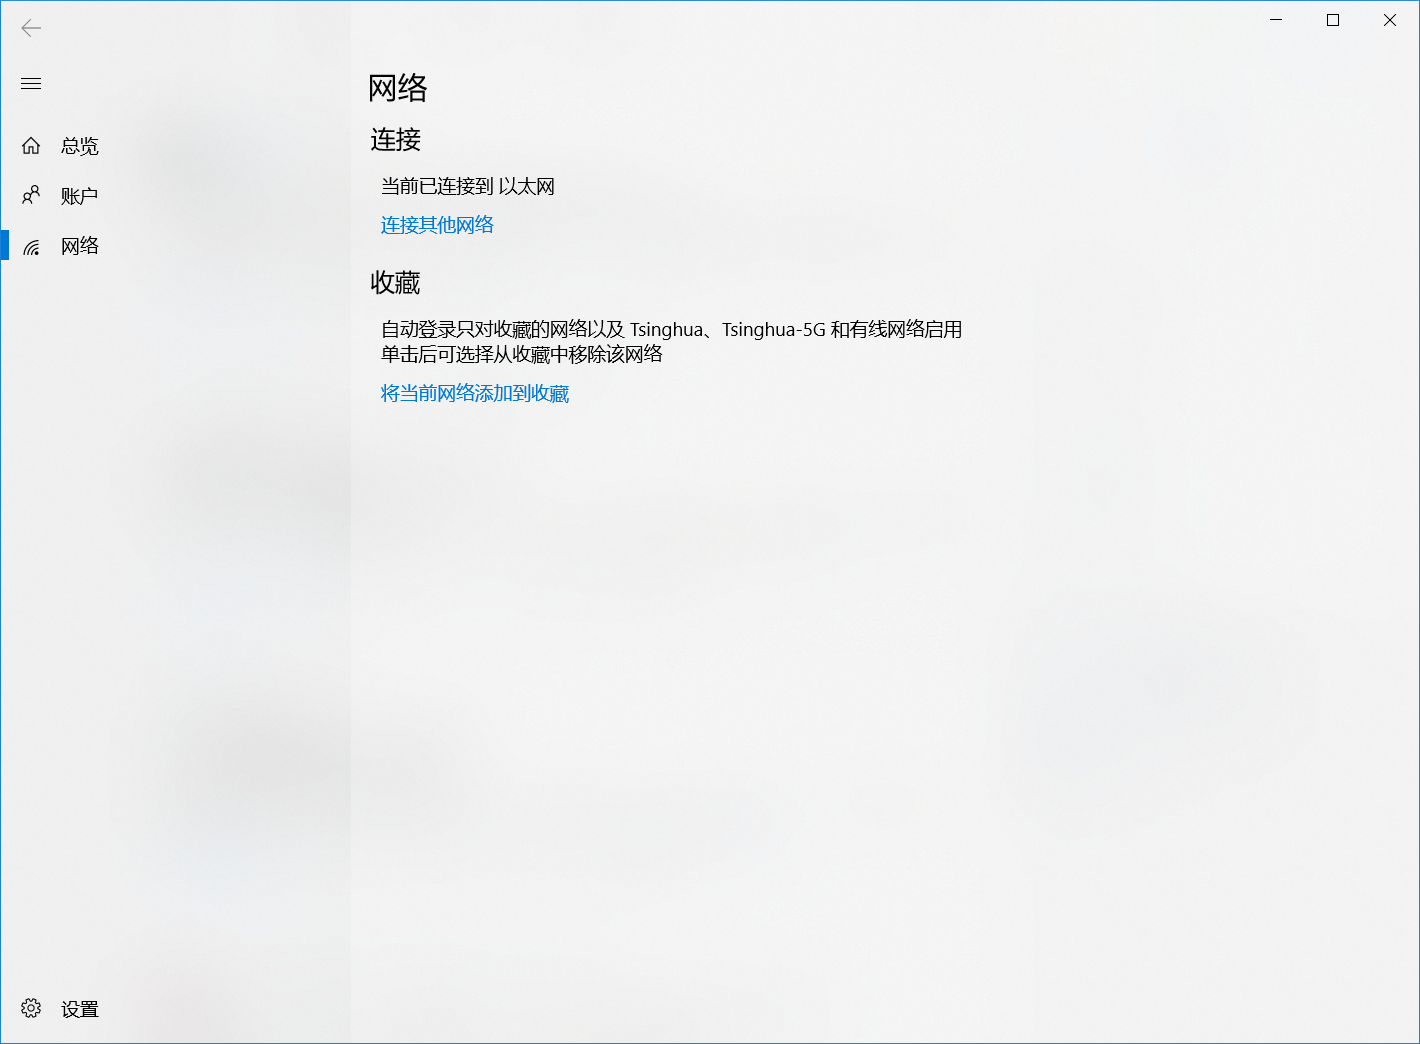 网络
连接
总览
当前已连接到 以太网
账户
连接其他网络
网络
收藏
自动登录只对收藏的网络以及 Tsinghua、Tsinghua-5G 和有线网络启用
单击后可选择从收藏中移除该网络
将当前网络添加到收藏
设置